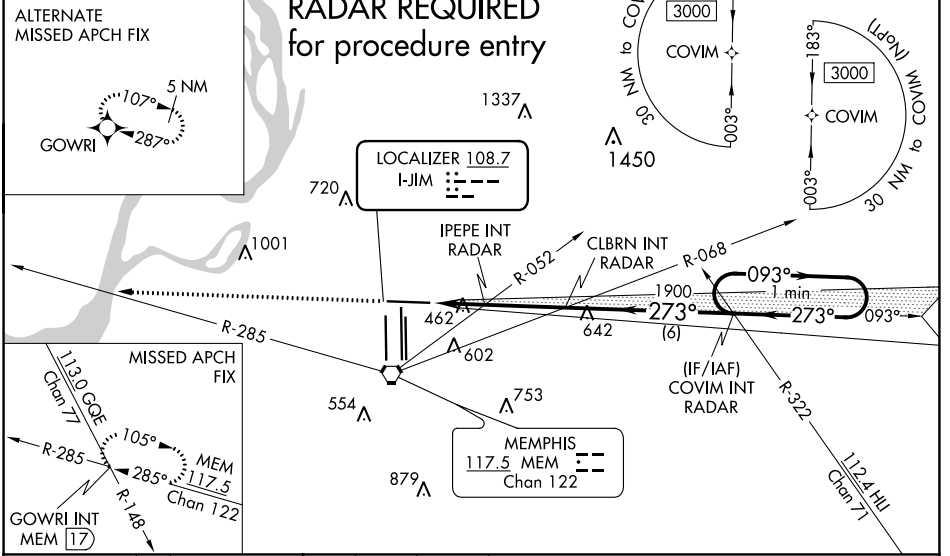 RADAR REQUIRED
for procedure entry
ALTERNATE
MISSED APCH FIX
5 NM
107°
287°
GOWRI
3000
COVIM
003°
30 NM to COV
183°
3000
COVIM
003°
30 NM to COVIM (NoPT)
1337
1450
LOCALIZER 108.7
I-JIM
720
1001
IPEPE INT
RADAR
CLBRN INT
RADAR
R-052
R-068
R-285
462
1900
642
273°
(6)
093°
1 min
273°
093°
602
(IF/IAF)
COVIM INT
RADAR
R-322
112.4 HLI
Chan 71
554
753
879
MEMPHIS
117.5 MEM
Chan 122
MISSED APCH
FIX
113.0 GQE
Chan 77
R-285
105°
285°
MEM
117.5
Chan 122
R-148
GOWRI INT
MEM 17